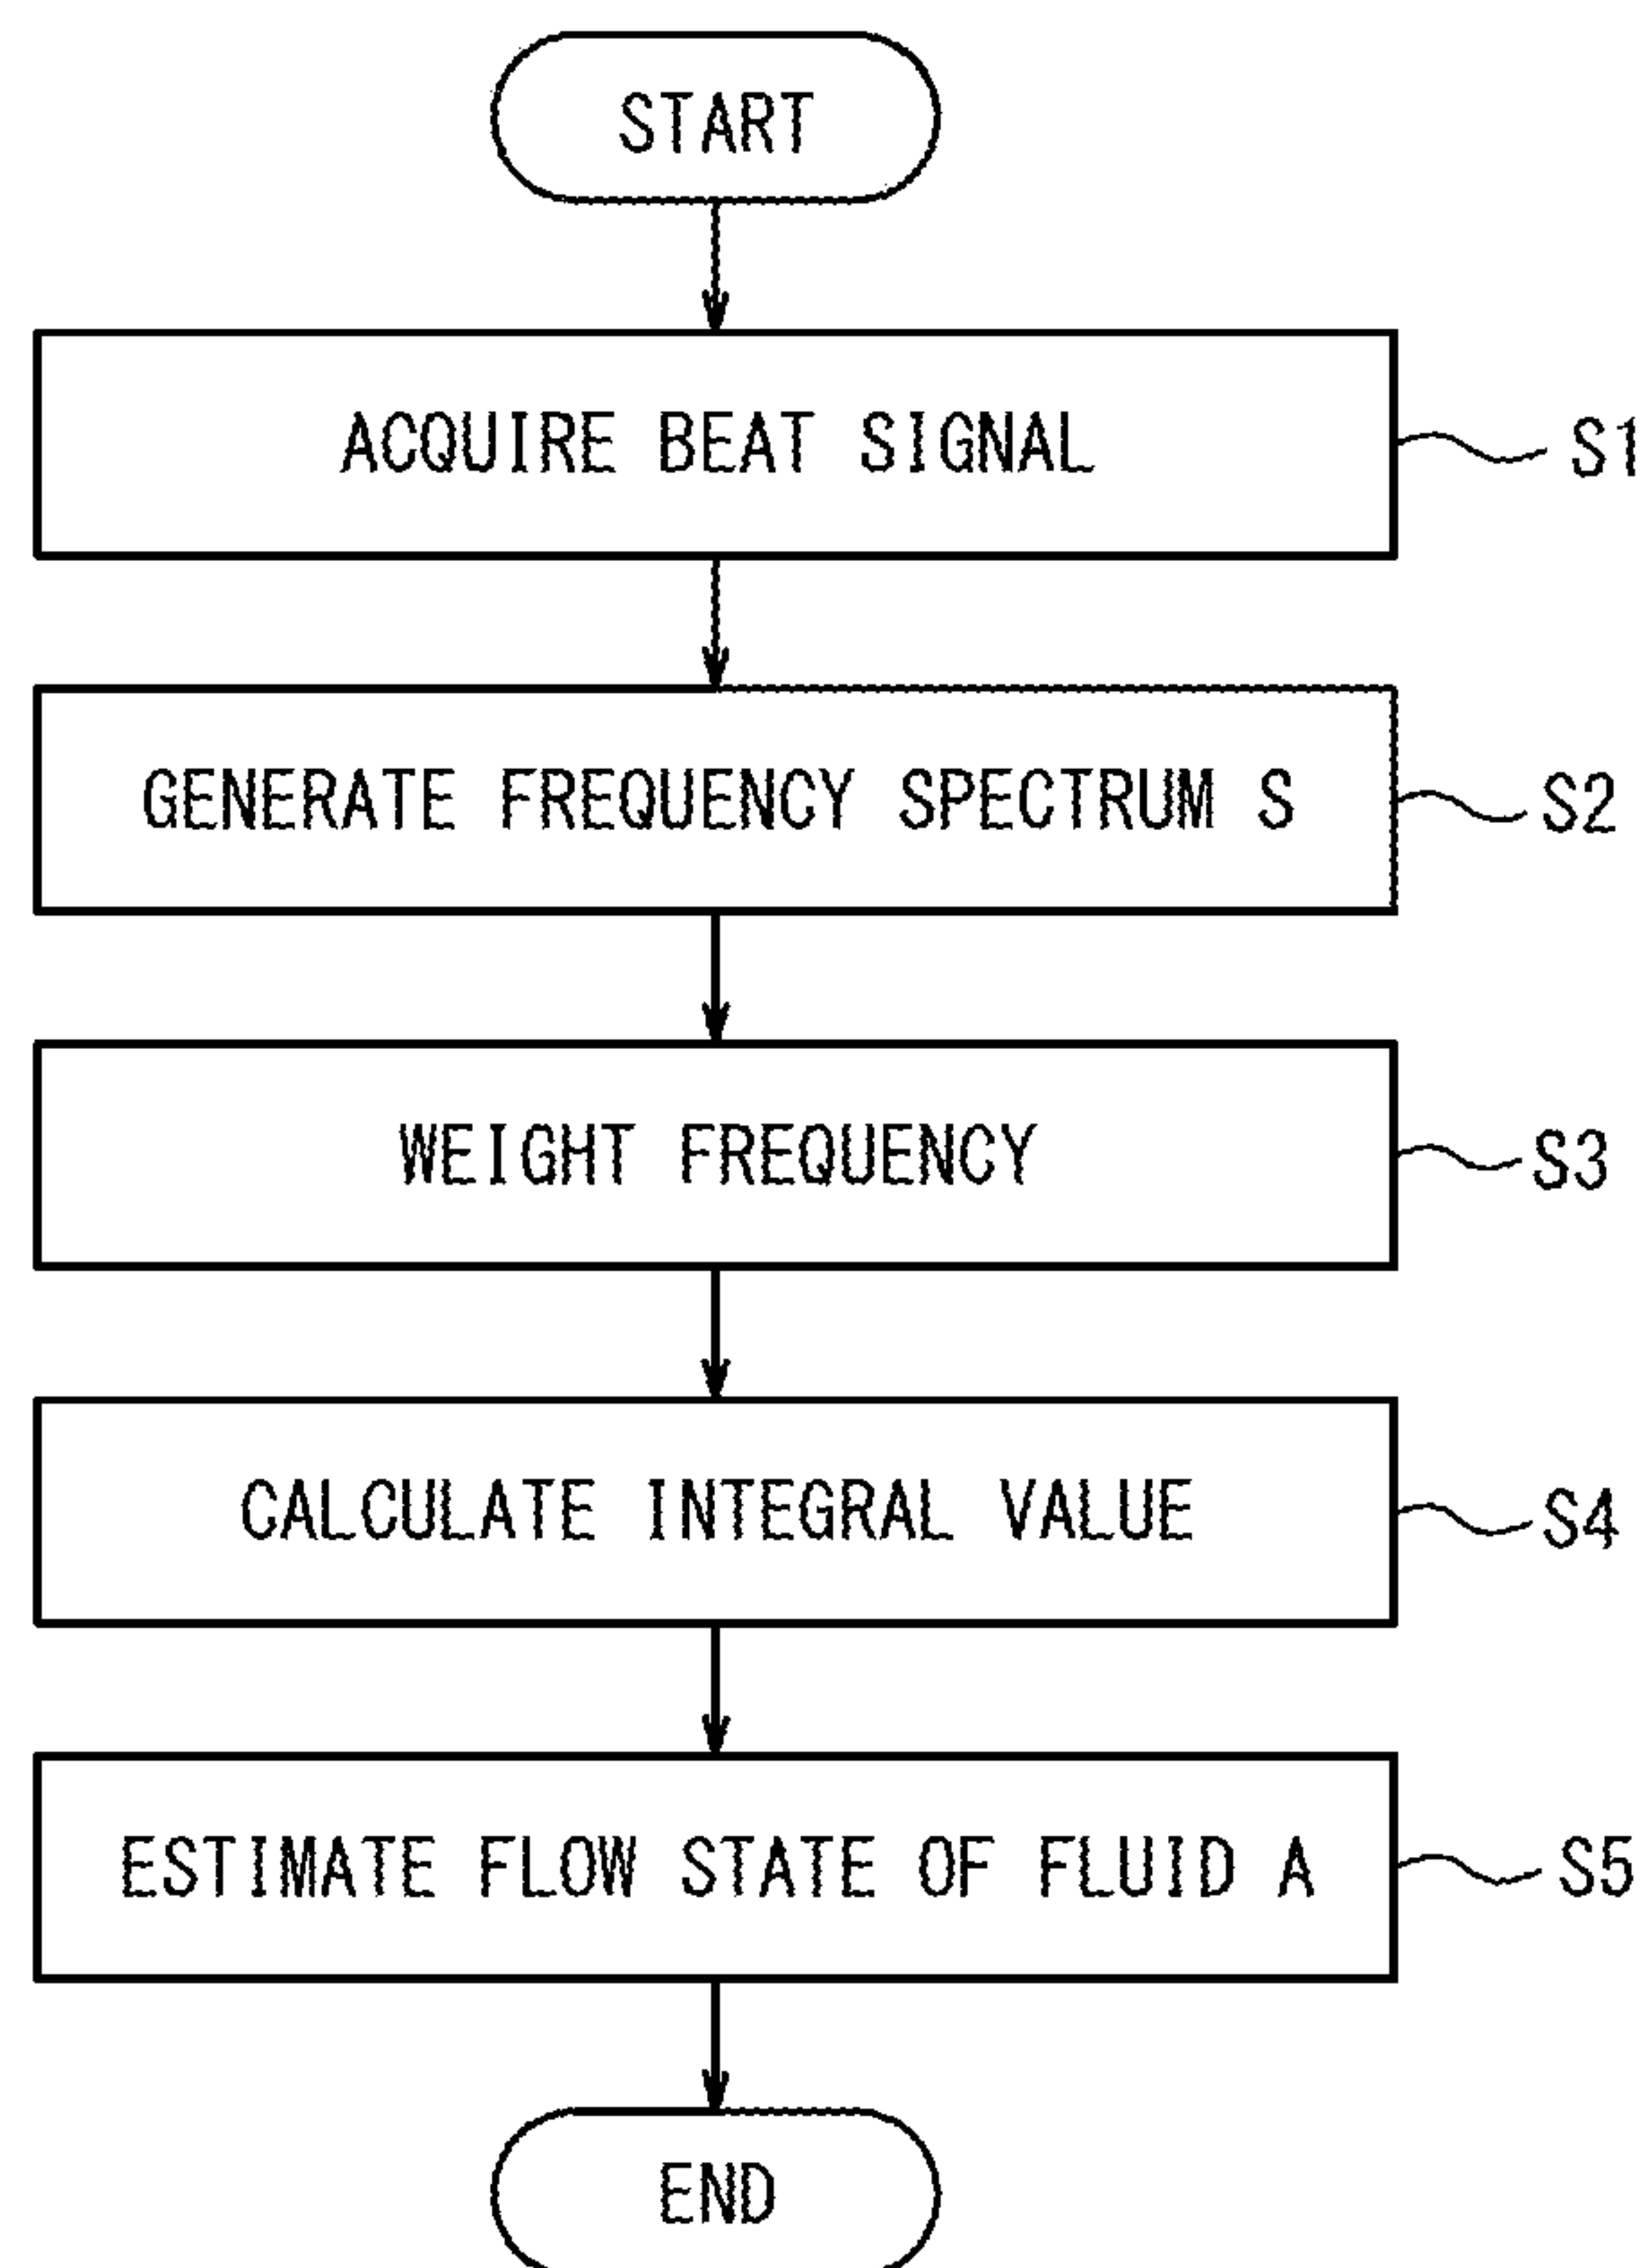 START
ACQUIRE BEAT SIGNAL
S1
GENERATE FREQUENCY SPECTRUM S
S2
WEIGHT FREQUENCY
S3
CALCULATE INTEGRAL VALUE
S4
ESTIMATE FLOW STATE OF FLUID A
S5
END